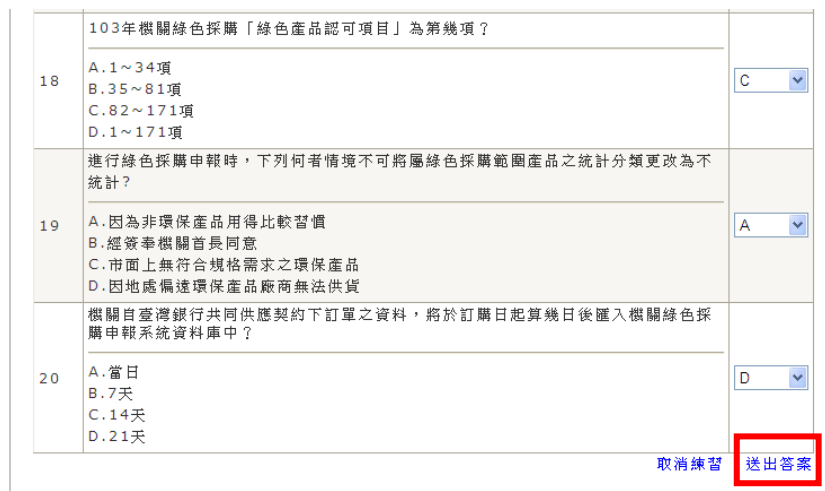 103年機關綠色採購「綠色產品認可項目」為第幾項？
18
A.1~34項
B.35~81項
C.82~171項
D.1~171項
C
進行綠色採購申報時，下列何者情境不可將屬綠色採購範圍產品之統計分類更改為不
統計?
19
A.因為非環保產品用得比較習慣
B.經簽奉機關首長同意
C.市面上無符合規格需求之環保產品
D.因地處偏遠環保產品廠商無法供貨
A
機關自臺灣銀行共同供應契約下訂單之資料，將於訂購日起算幾日後匯入機關綠色採
購申報系統資料庫中？
20
A.當日
B.7天
C.14天
D.21天
D
取消練習 送出答案